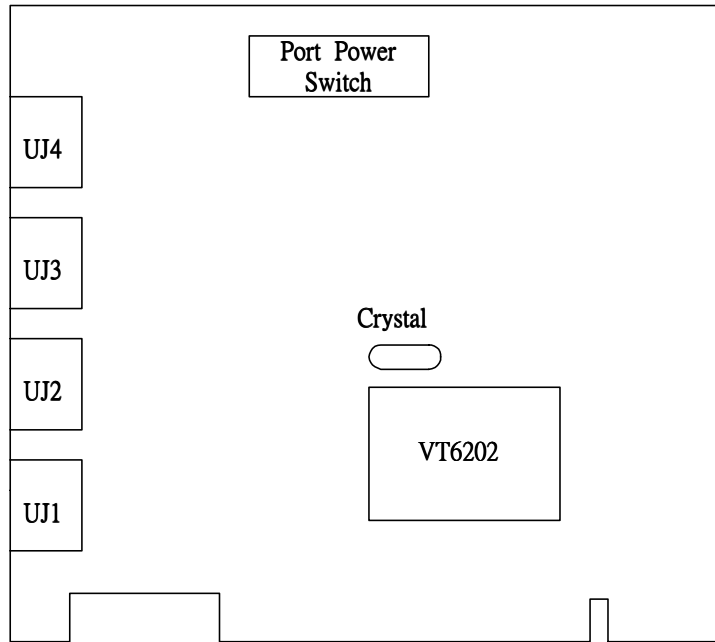 Port Power
Switch
UJ4
UJ3
Crystal
UJ2
VT6202
UJ1